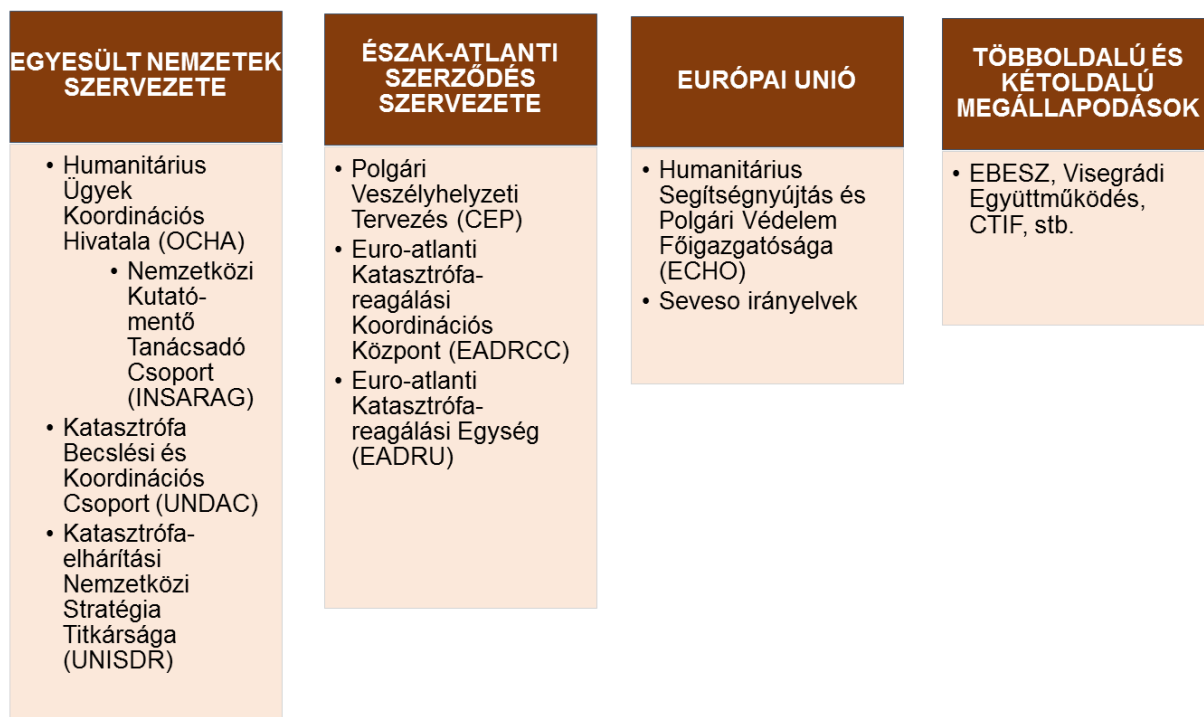 EGYESÜLT NEMZETEK
SZERVEZETE
• Humanitárius
Ügyek
Koordinációs
Hivatala (OCHA)
• Nemzetközi
Kutató-
mentő
Tanácsadó
Csoport
(INSARAG)
• Katasztrófa
Becslési és
Koordinációs
Csoport (UNDAC)
• Katasztrófa-
elhárítási
Nemzetközi
Stratégia
Titkársága
(UNISDR)
ÉSZAK-ATLANTI
SZERZŐDÉS
SZERVEZETE
• Polgári
Veszélyhelyzeti
Tervezés (CEP)
• Euro-atlanti
Katasztrófa-
reagálási
Koordinációs
Központ (EADRCC)
• Euro-atlanti
Katasztrófa-
reagálási Egység
(EADRU)
EURÓPAI UNIÓ
• Humanitárius
Segítségnyújtás és
Polgári Védelem
Főigazgatósága
(ECHO)
• Seveso irányelvek
TÖBBOLDALÚ ÉS
KÉTOLDALÚ
MEGÁLLAPODÁSOK
• EBESZ, Visegrádi
Együttműködés,
CTIF, stb.